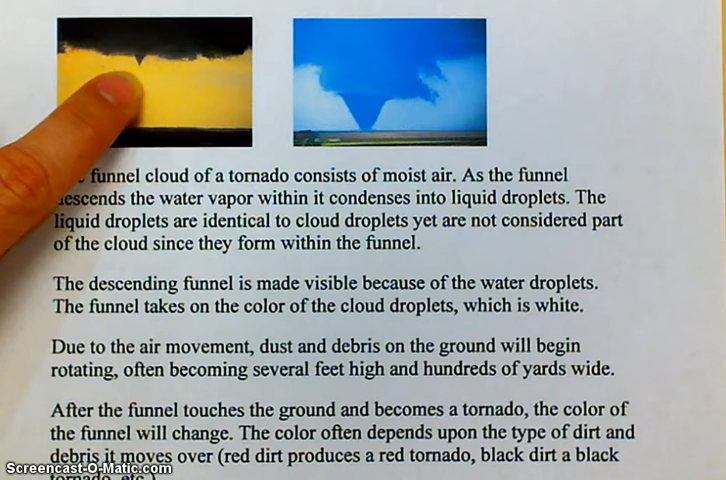 funnel cloud of a tornado consists of moist air. As the funnel
descends the water vapor within it condenses into liquid droplets. The
liquid droplets are identical to cloud droplets yet are not considered part
of the cloud since they form within the funnel.
The descending funnel is made visible because of the water droplets.
The funnel takes on the color of the cloud droplets, which is white.
Due to the air movement, dust and debris on the ground will begin
rotating, often becoming several feet high and hundreds of yards wide.
After the funnel touches the ground and becomes a tornado, the color of
the funnel will change. The color often depends upon the type of dirt and
debris it moves over (red dirt produces a red tornado, black dirt a black
tornado, etc.)
Screencast-O-Matic.com